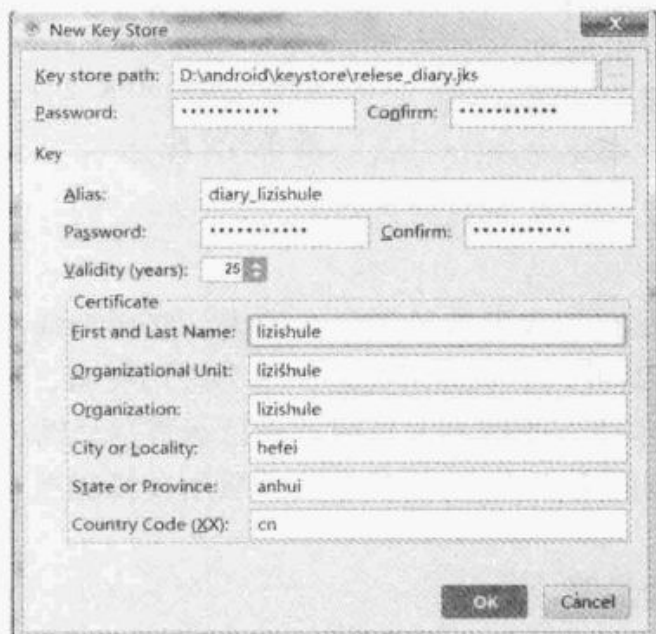 New Key Store
Key store path: D:\android\keystore\relese_diary.jks ...
Password: ••••••••••• Confirm: •••••••••••
Key
Alias: diary_lizishule
Password: ••••••••••• Confirm: •••••••••••
Validity (years): 25
Certificate
First and Last Name: lizishule
Organizational Unit: lizishule
Organization: lizishule
City or Locality: hefei
State or Province: anhui
Country Code (XX): cn
OK Cancel